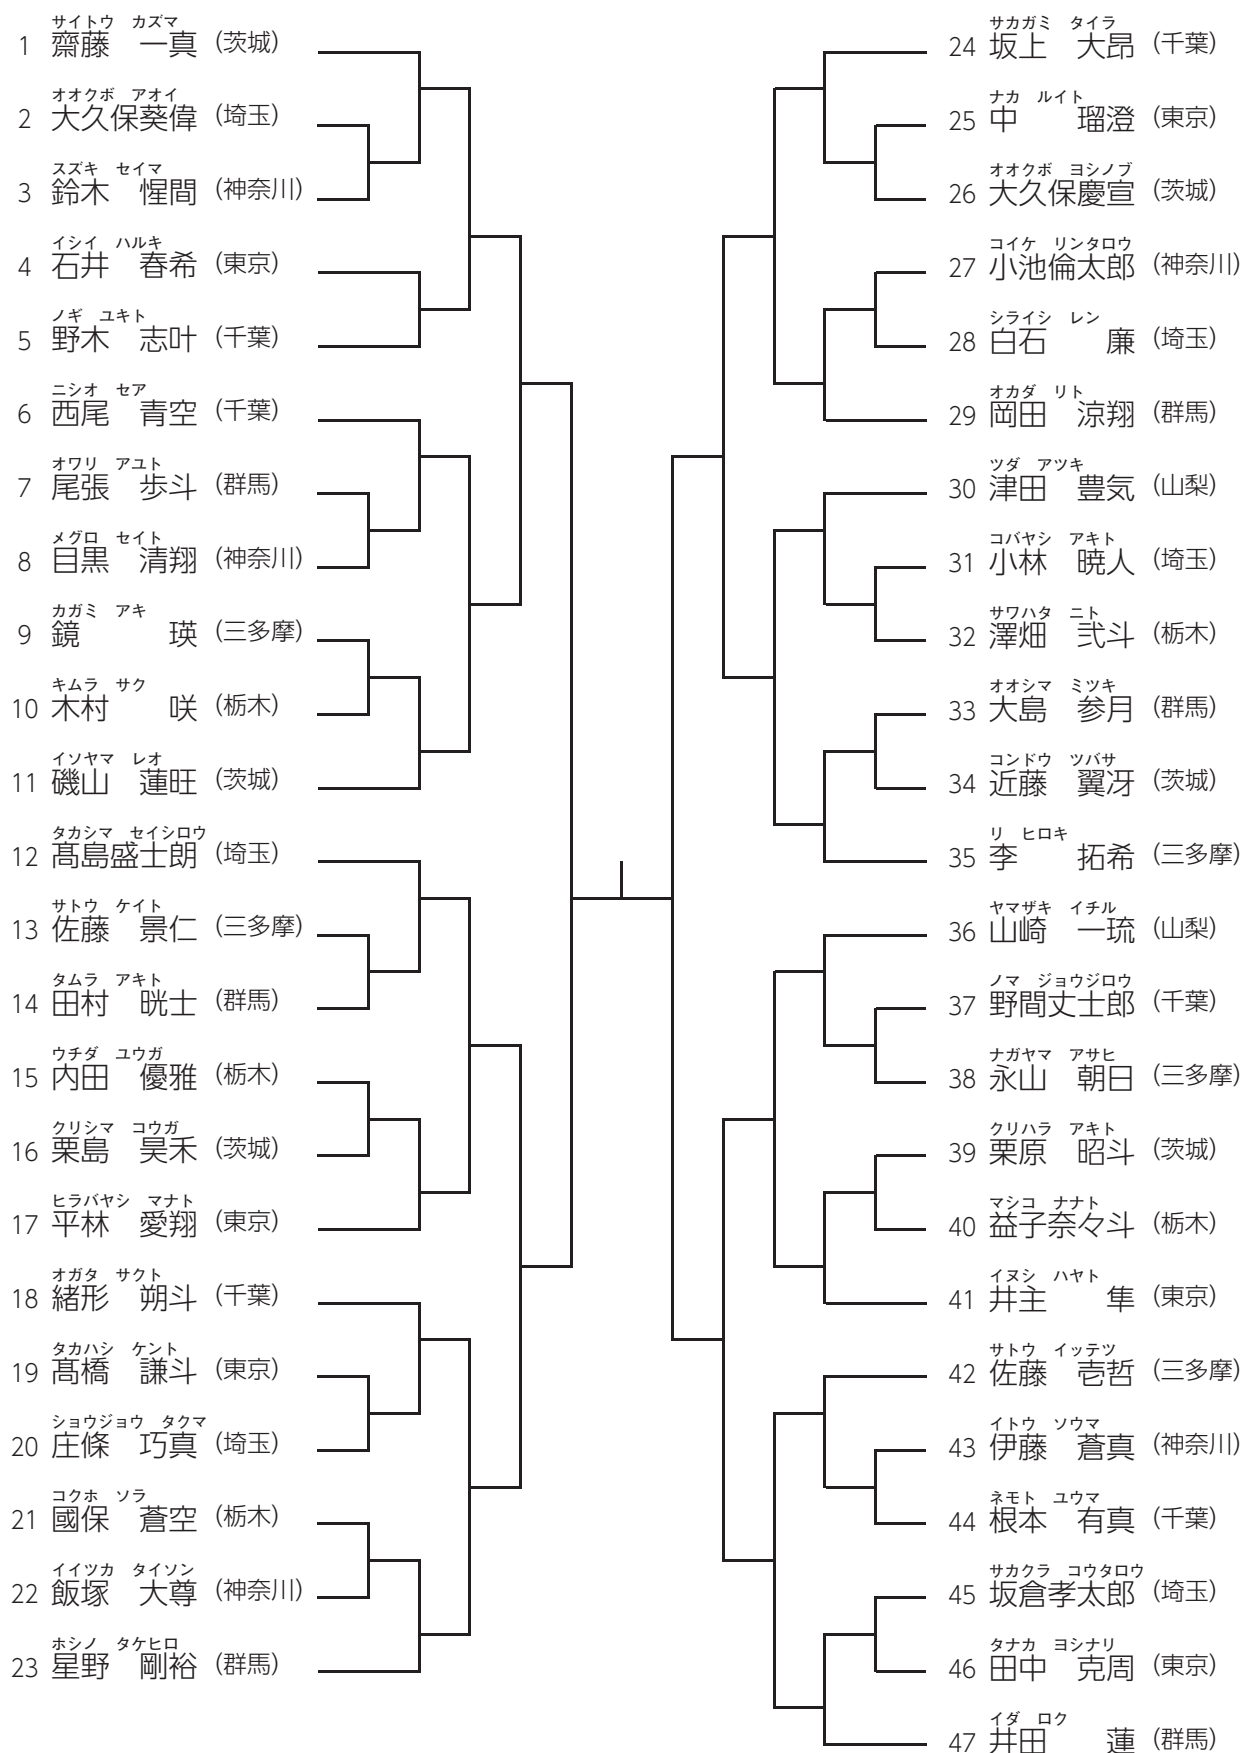 サイトウ　カズマ
1 齋藤　一真（茨城）
オオクボ　アオイ
2 大久保葵偉（埼玉）
スズキ　セイマ
3 鈴木　惺間（神奈川）
イシイ　ハルキ
4 石井　春希（東京）
ノギ　ユキト
5 野木　志叶（千葉）
ニシオ　セア
6 西尾　青空（千葉）
オワリ　アユト
7 尾張　歩斗（群馬）
メグロ　セイト
8 目黒　清翔（神奈川）
カガミ　アキ
9 鏡　　　瑛（三多摩）
キムラ　サク
10 木村　　咲（栃木）
イソヤマ　レオ
11 磯山　蓮旺（茨城）
タカシマ　セイシロウ
12 髙島盛士朗（埼玉）
サトウ　ケイト
13 佐藤　景仁（三多摩）
タムラ　アキト
14 田村　晄士（群馬）
ウチダ　ユウガ
15 内田　優雅（栃木）
クリシマ　コウガ
16 栗島　昊禾（茨城）
ヒラバヤシ　マナト
17 平林　愛翔（東京）
オガタ　サクト
18 緒形　朔斗（千葉）
タカハシ　ケント
19 髙橋　謙斗（東京）
ショウジョウ　タクマ
20 庄條　巧真（埼玉）
コクホ　ソラ
21 國保　蒼空（栃木）
イイツカ　タイソン
22 飯塚　大尊（神奈川）
ホシノ　タケヒロ
23 星野　剛裕（群馬）
サカガミ　タイラ
24 坂上　大昂（千葉）
ナカ　ルイト
25 中　　瑠澄（東京）
オオクボ　ヨシノブ
26 大久保慶宣（茨城）
コイケ　リンタロウ
27 小池倫太郎（神奈川）
シライシ　レン
28 白石　　廉（埼玉）
オカダ　リト
29 岡田　涼翔（群馬）
ツダ　アツキ
30 津田　豊気（山梨）
コバヤシ　アキト
31 小林　暁人（埼玉）
サワハタ　ニト
32 澤畑　弐斗（栃木）
オオシマ　ミツキ
33 大島　参月（群馬）
コンドウ　ツバサ
34 近藤　翼冴（茨城）
リ　ヒロキ
35 李　　拓希（三多摩）
ヤマザキ　イチル
36 山崎　一琉（山梨）
ノマ　ジョウジロウ
37 野間丈士郎（千葉）
ナガヤマ　アサヒ
38 永山　朝日（三多摩）
クリハラ　アキト
39 栗原　昭斗（茨城）
マシコ　ナナト
40 益子奈々斗（栃木）
イヌシ　ハヤト
41 井主　　隼（東京）
サトウ　イッテツ
42 佐藤　壱哲（三多摩）
イトウ　ソウマ
43 伊藤　蒼真（神奈川）
ネモト　ユウマ
44 根本　有真（千葉）
サカクラ　コウタロウ
45 坂倉孝太郎（埼玉）
タナカ　ヨシナリ
46 田中　克周（東京）
イダ　ロク
47 井田　　蓮（群馬）